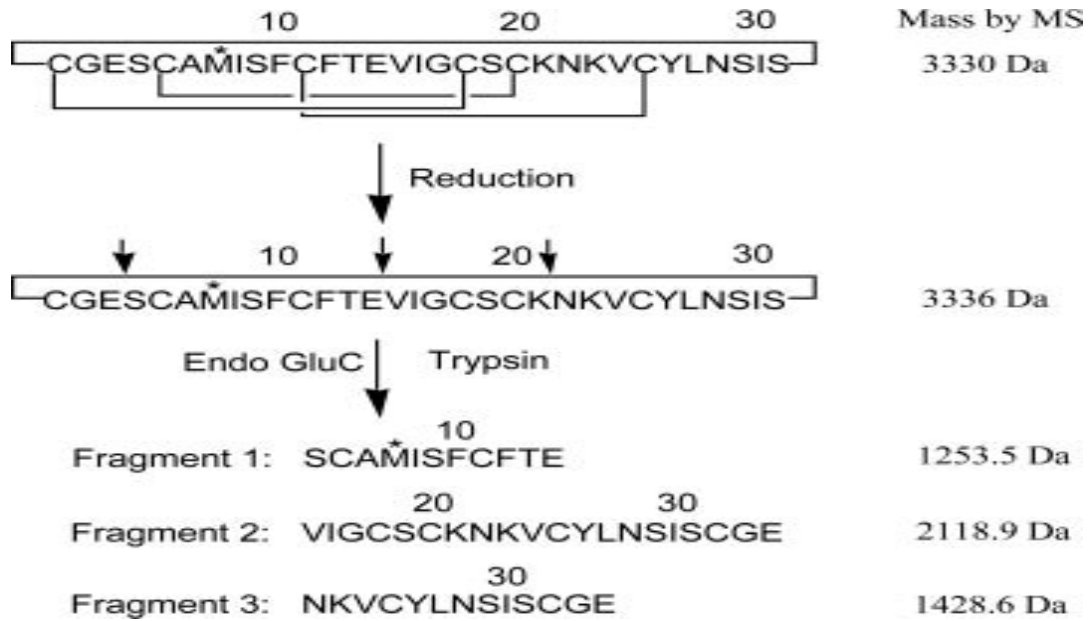 10 20 30 Mass by MS
*
CGESCAMISFCFTEVIGCSCKNKVCYLNSIS 3330 Da
Reduction
10 20 30
*
CGESCAMISFCFTEVIGCSCKNKVCYLNSIS 3336 Da
Endo GluC Trypsin
* 10
Fragment 1: SCAMISFCFTE 1253.5 Da
20 30
Fragment 2: VIGCSCKNKVCYLNSISCGE 2118.9 Da
30
Fragment 3: NKVCYLNSISCGE 1428.6 Da